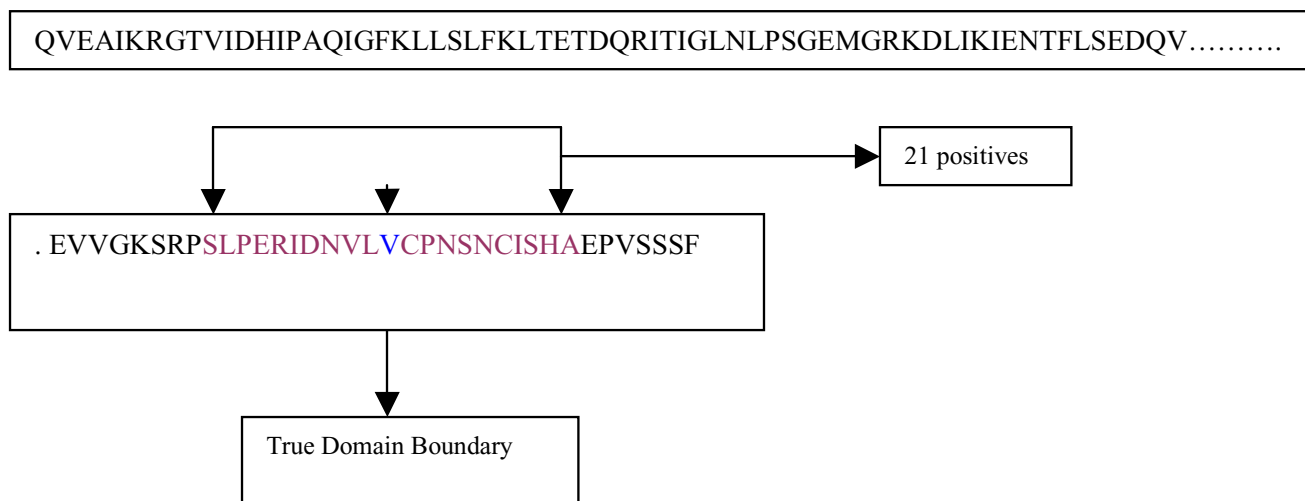 QVEAIKRGTVIDHIPAQIGFKLLSLFKLTETDQRITIGLNLPSGEMGRKDLIKIENTFLSEDQV……….
21 positives
. EVVGKSRPSLPERIDNVLVCPNSNCISHAEPVSSSF
True Domain Boundary